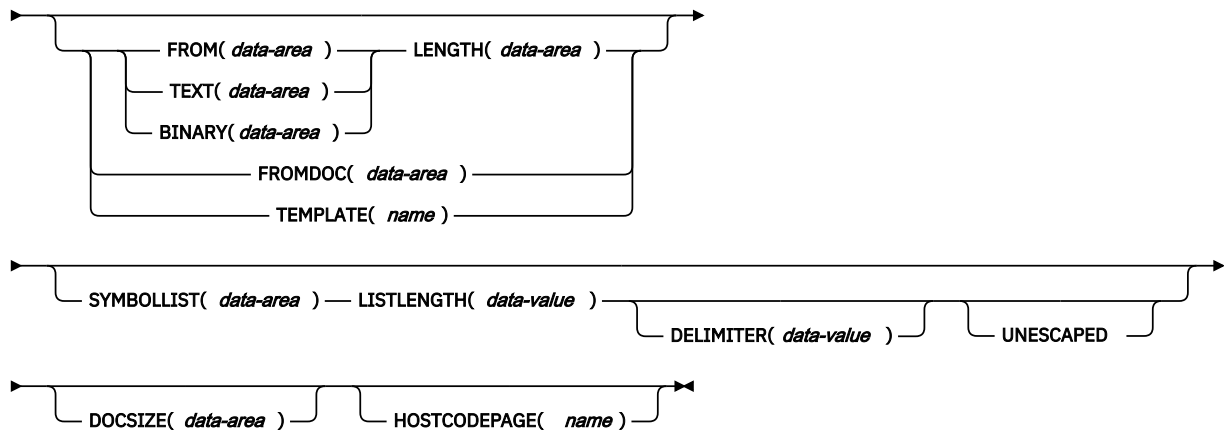 FROM( data-area ) LENGTH( data-area )
TEXT( data-area )
BINARY( data-area )
FROMDOC( data-area )
TEMPLATE( name )
SYMBOLLIST( data-area ) LISTLENGTH( data-value )
DELIMITER( data-value ) UNESCAPED
DOCSIZE( data-area ) HOSTCODEPAGE( name )